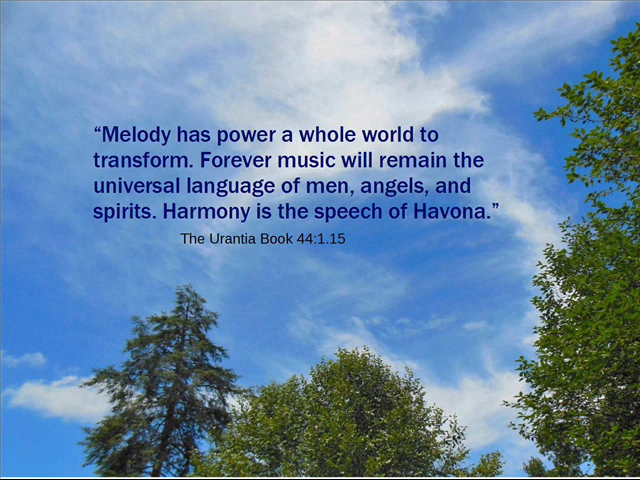 “Melody has power a whole world to
transform. Forever music will remain the
universal language of men, angels, and
spirits. Harmony is the speech of Havona.”
The Urantia Book 44:1.15